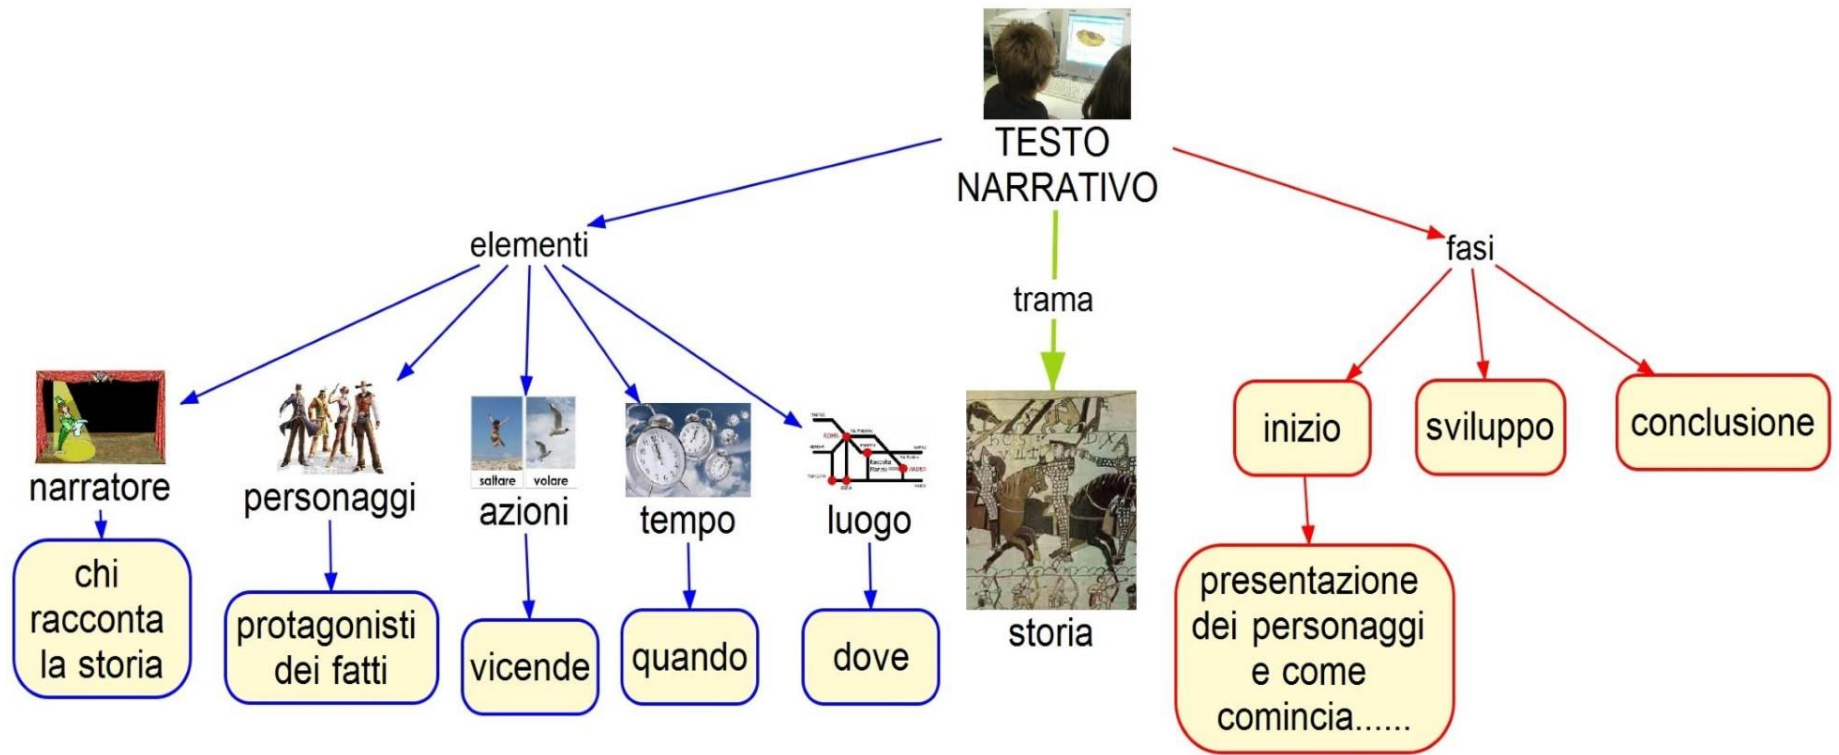 TESTO
NARRATIVO
elementi
trama
fasi
narratore
personaggi
saltare
volare
azioni
tempo
ROMA
luogo
storia
inizio
sviluppo
conclusione
chi
racconta
la storia
protagonisti
dei fatti
vicende
quando
dove
presentazione
dei personaggi
e come
comincia......